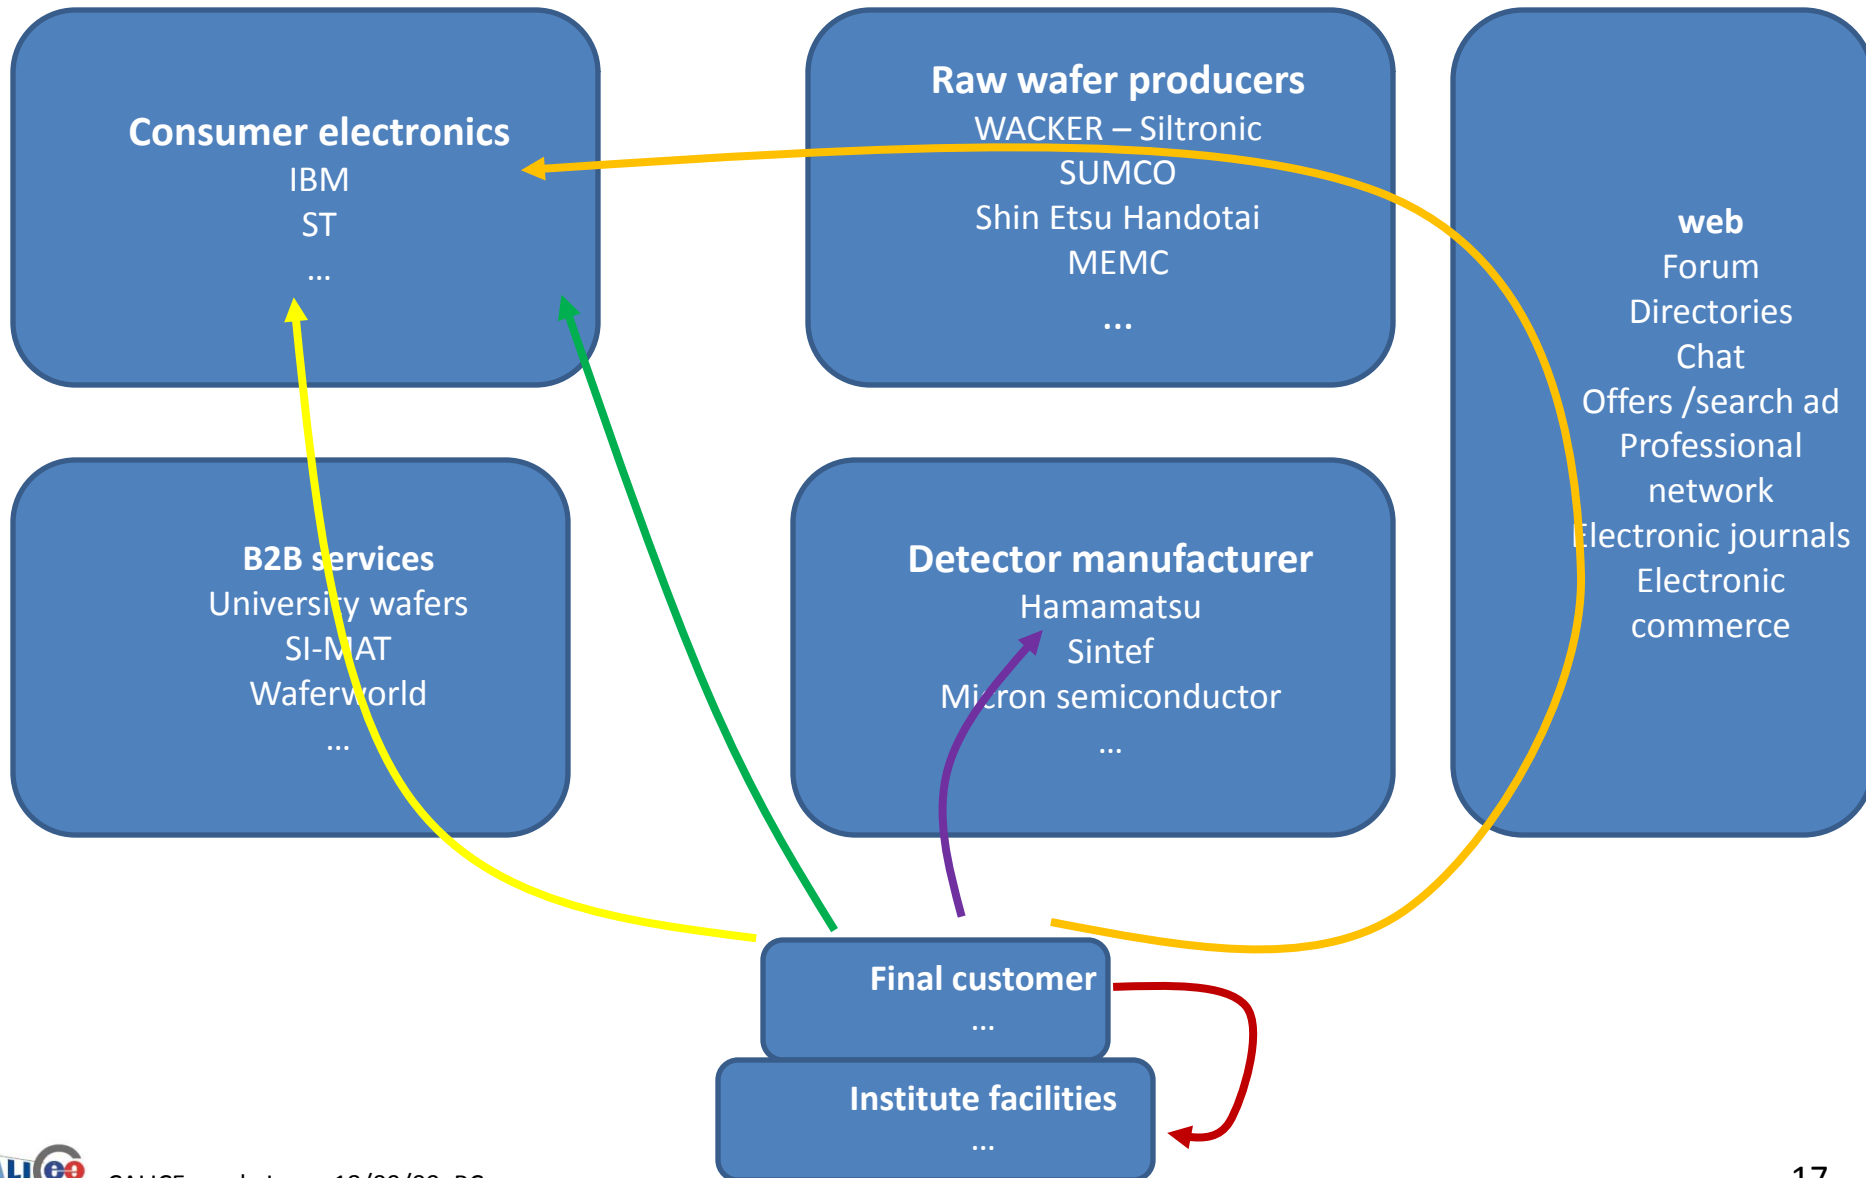 Consumer electronics
IBM
ST
...
Raw wafer producers
WACKER – Siltronic
SUMCO
Shin Etsu Handotai
MEMC
...
web
Forum
Directories
Chat
Offers /search ad
Professional
network
Electronic journals
Electronic
commerce
B2B services
University wafers
SI-MAT
Waferworld
...
Detector manufacturer
Hamamatsu
Sintef
Micron semiconductor
...
Final customer
...
Institute facilities
...
17